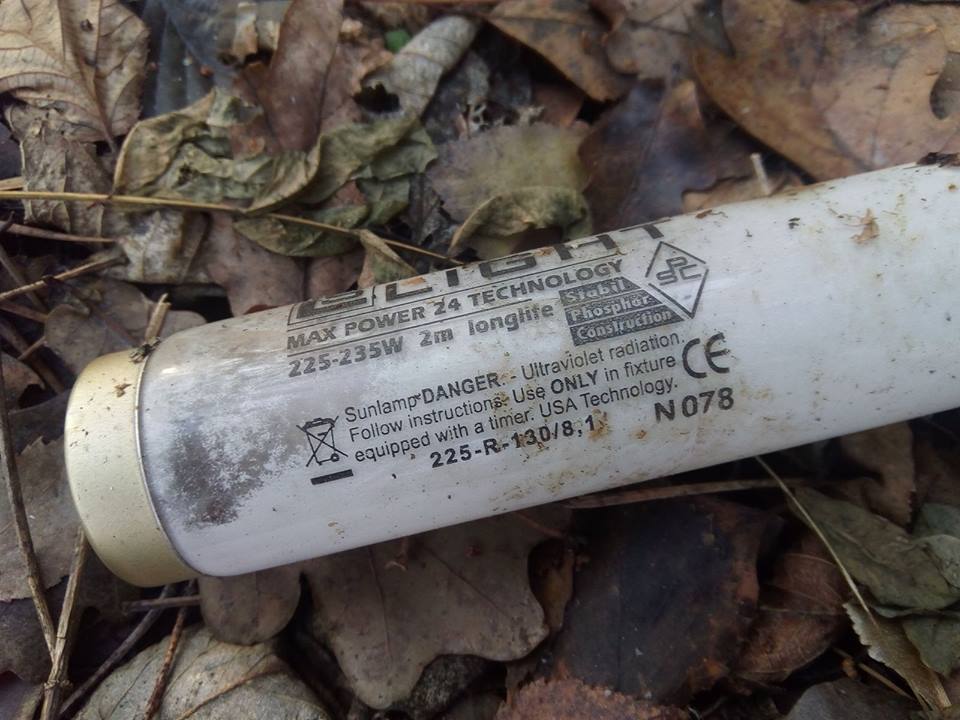 LIGHT
MAX POWER 24 TECHNOLOGY
225-235W 2m longlife
Stabil
Phosphor-
Construction
SPC
CE
Sunlamp DANGER. - Ultraviolet radiation.
Follow instructions. Use ONLY in fixture
equipped with a timer. USA Technology.
225-R-130/8,1
N 078